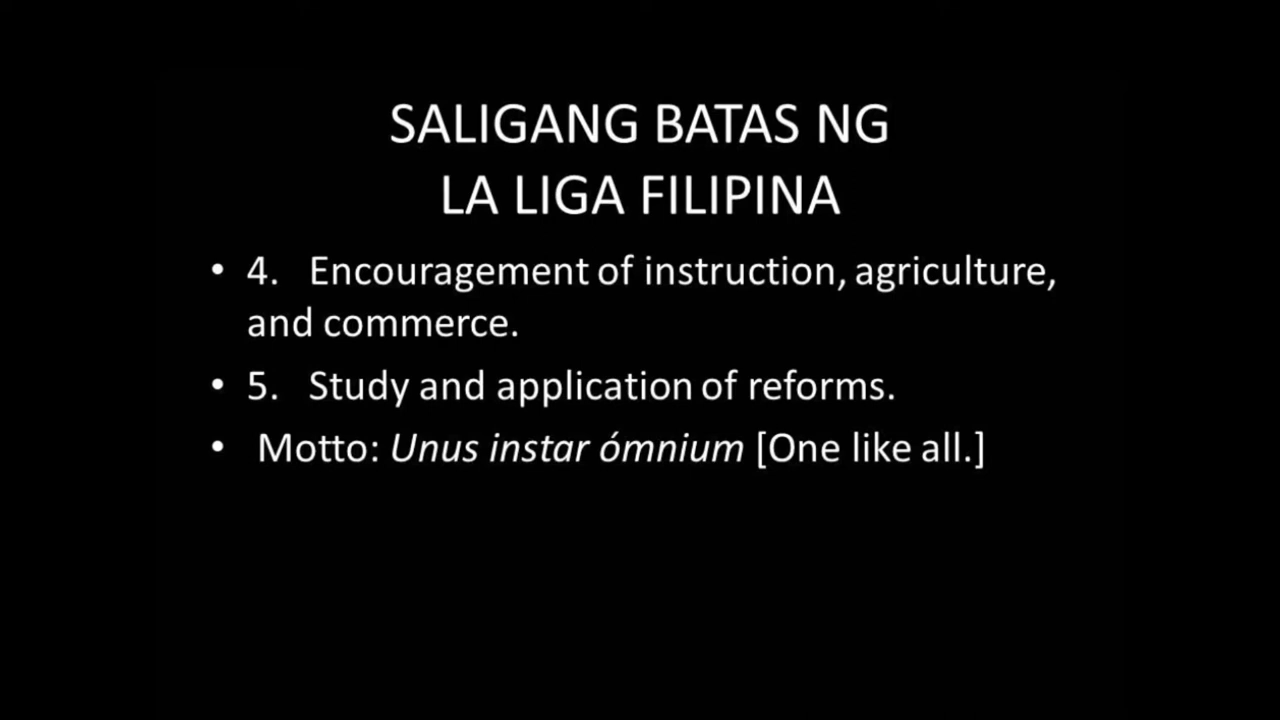 SALIGANG BATAS NG
LA LIGA FILIPINA
• 4. Encouragement of instruction, agriculture,
and commerce.
• 5. Study and application of reforms.
• Motto: Unus instar ómnium [One like all.]